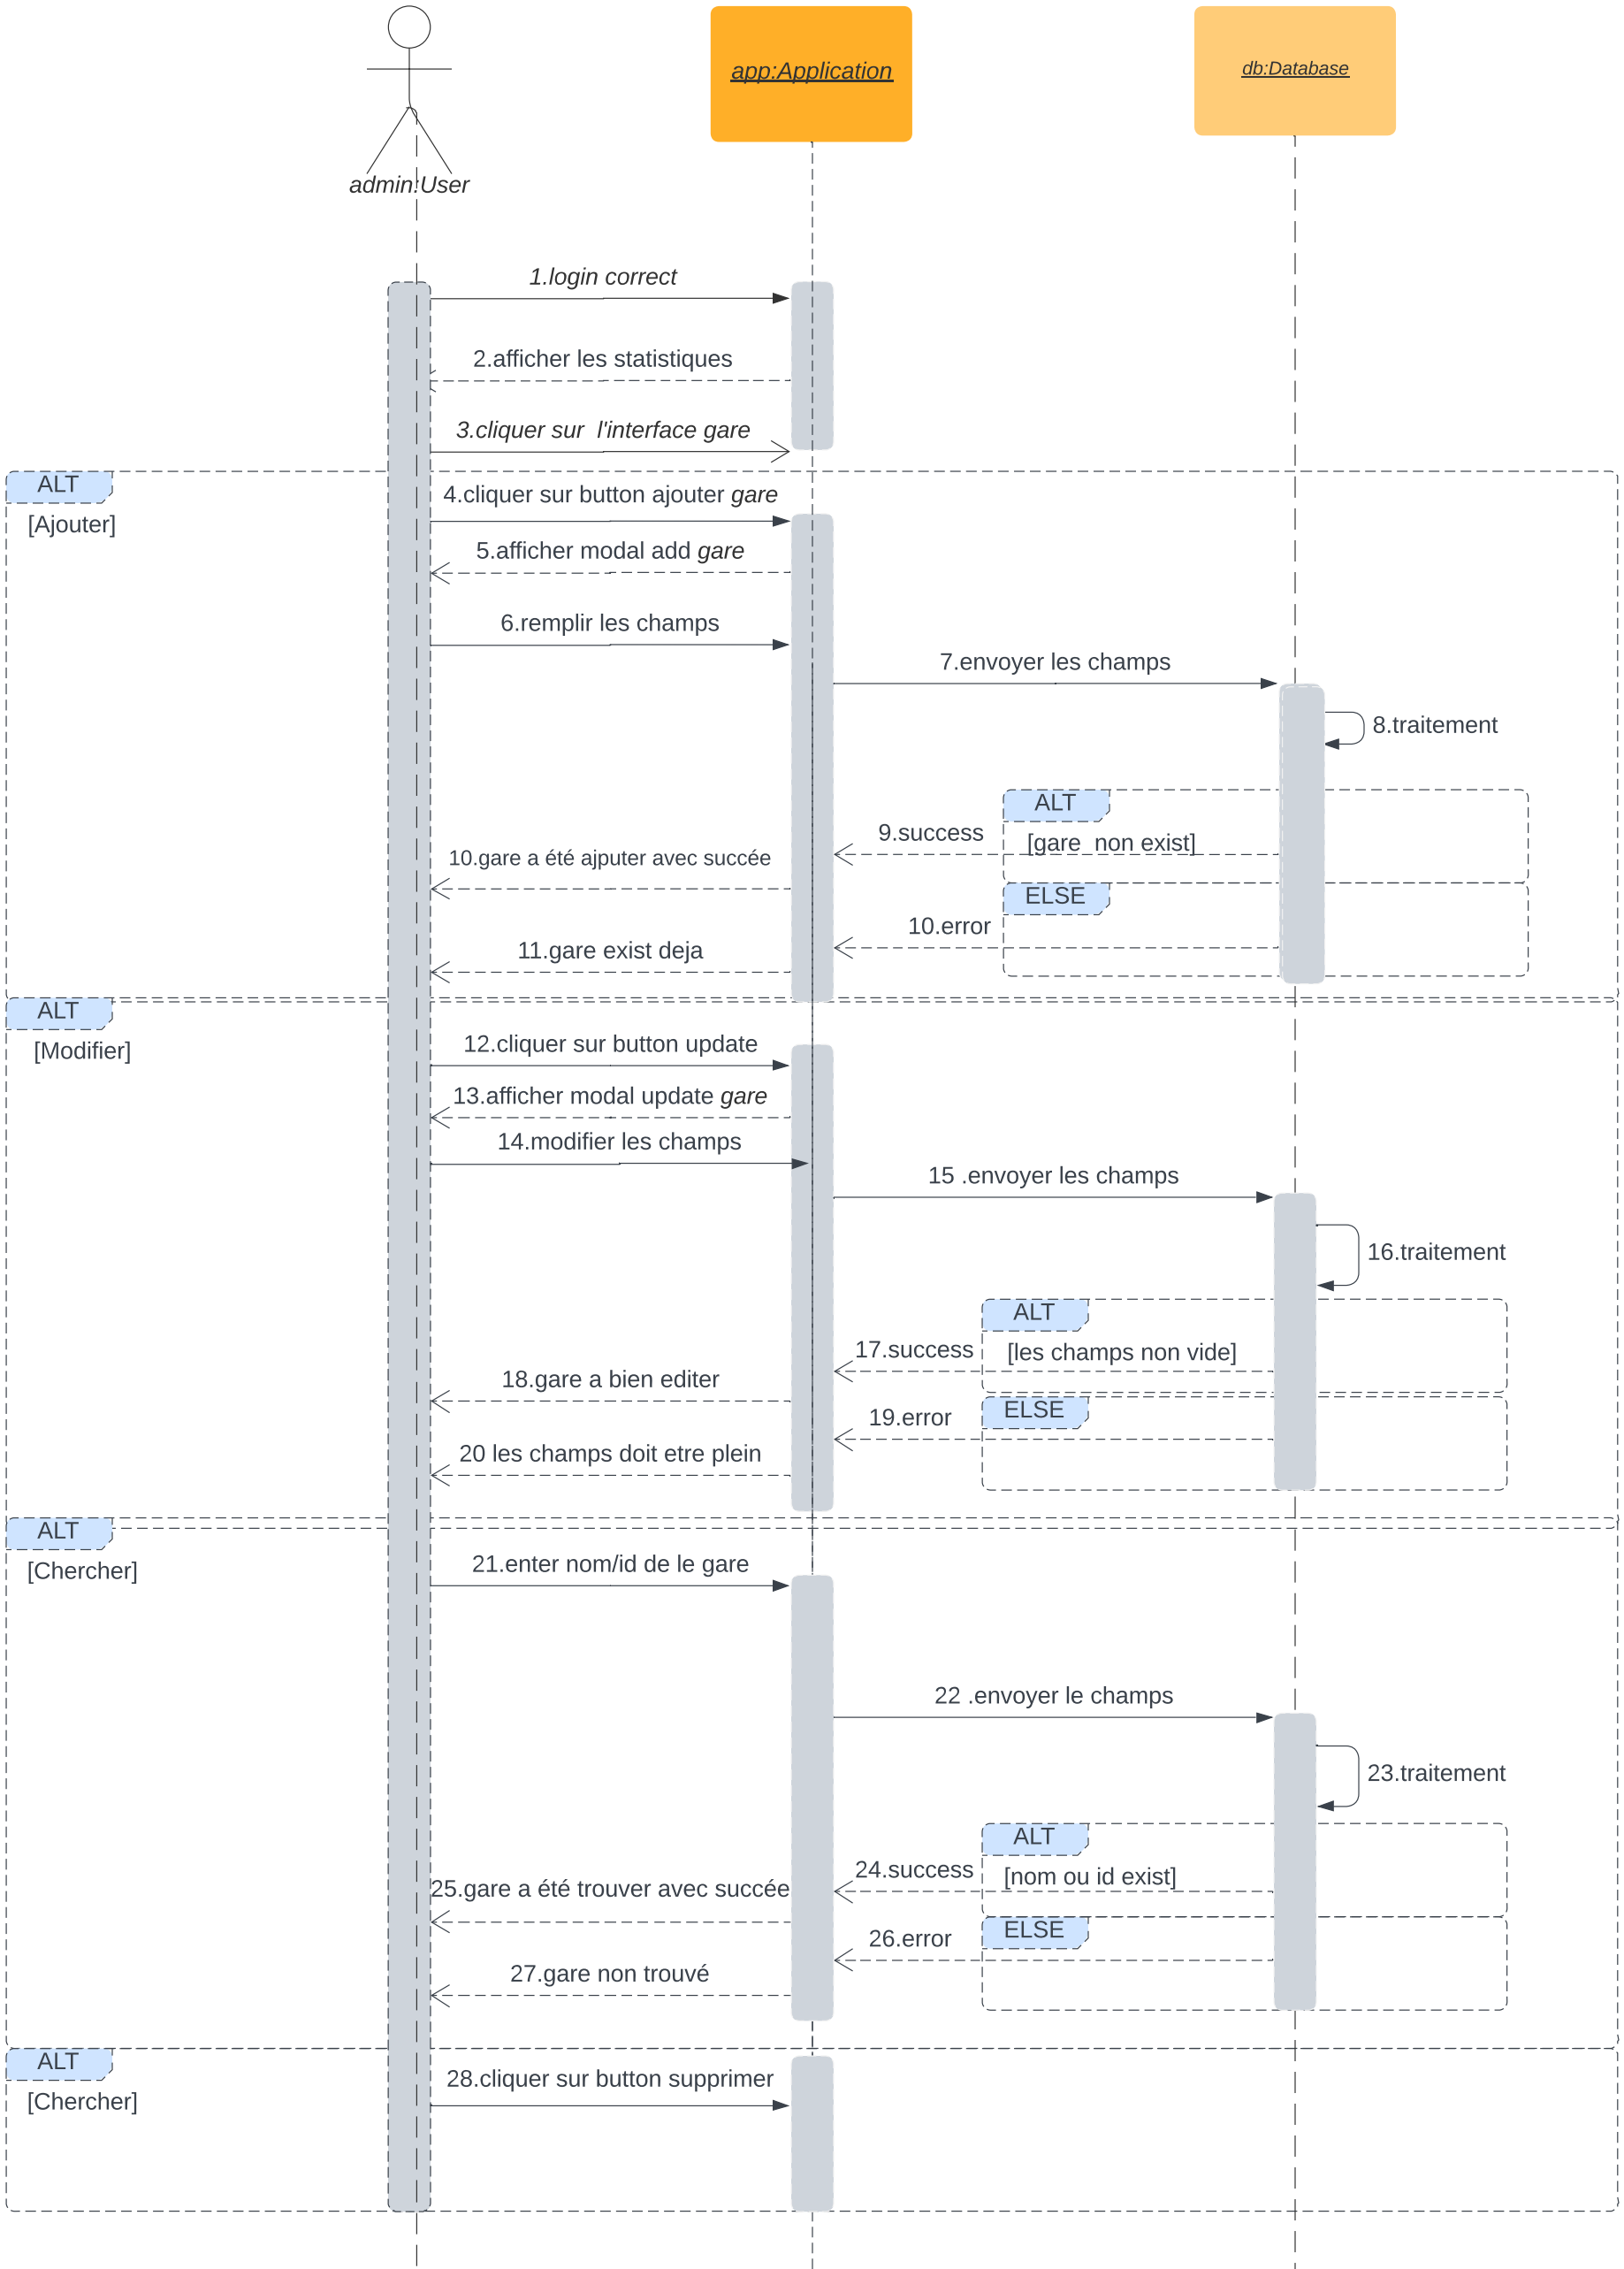 app:Application
db:Database
admin:User
1.login correct
2.afficher les statistiques
3.cliquer sur  l'interface gare
ALT
4.cliquer sur button ajouter gare
[Ajouter]
5.afficher modal add gare
6.remplir les champs
7.envoyer les champs
8.traitement
ALT
9.success
[gare  non exist]
10.gare a été ajputer avec succée
ELSE
10.error
11.gare exist deja
ALT
[Modifier]
12.cliquer sur button update
13.afficher modal update gare
14.modifier les champs
15 .envoyer les champs
16.traitement
ALT
17.success
[les champs non vide]
18.gare a bien editer
ELSE
19.error
20 les champs doit etre plein
ALT
[Chercher]
21.enter nom/id de le gare
22 .envoyer le champs
23.traitement
ALT
24.success
[nom ou id exist]
25.gare a été trouver avec succée
ELSE
26.error
27.gare non trouvé
ALT
28.cliquer sur button supprimer
[Chercher]